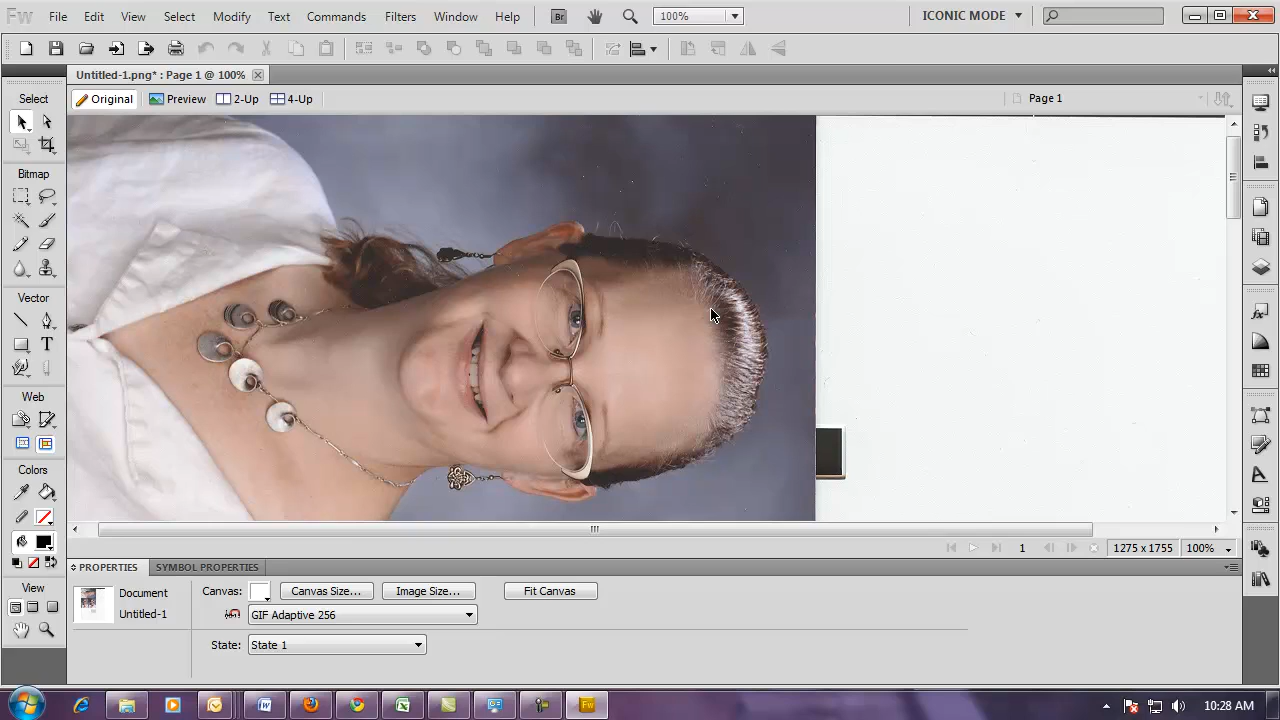 Fw File Edit View Select Modify Text Commands Filters Window Help Br 100% ICONIC MODE
Untitled-1.png* : Page 1 @ 100%
Original Preview 2-Up 4-Up Page 1
Select
Bitmap
Vector
T
Web
Colors
View
1 1275 x 1755 100%
PROPERTIES SYMBOL PROPERTIES
Document Canvas: Canvas Size... Image Size... Fit Canvas
Untitled-1 GIF Adaptive 256
State: State 1
Fw 10:28 AM